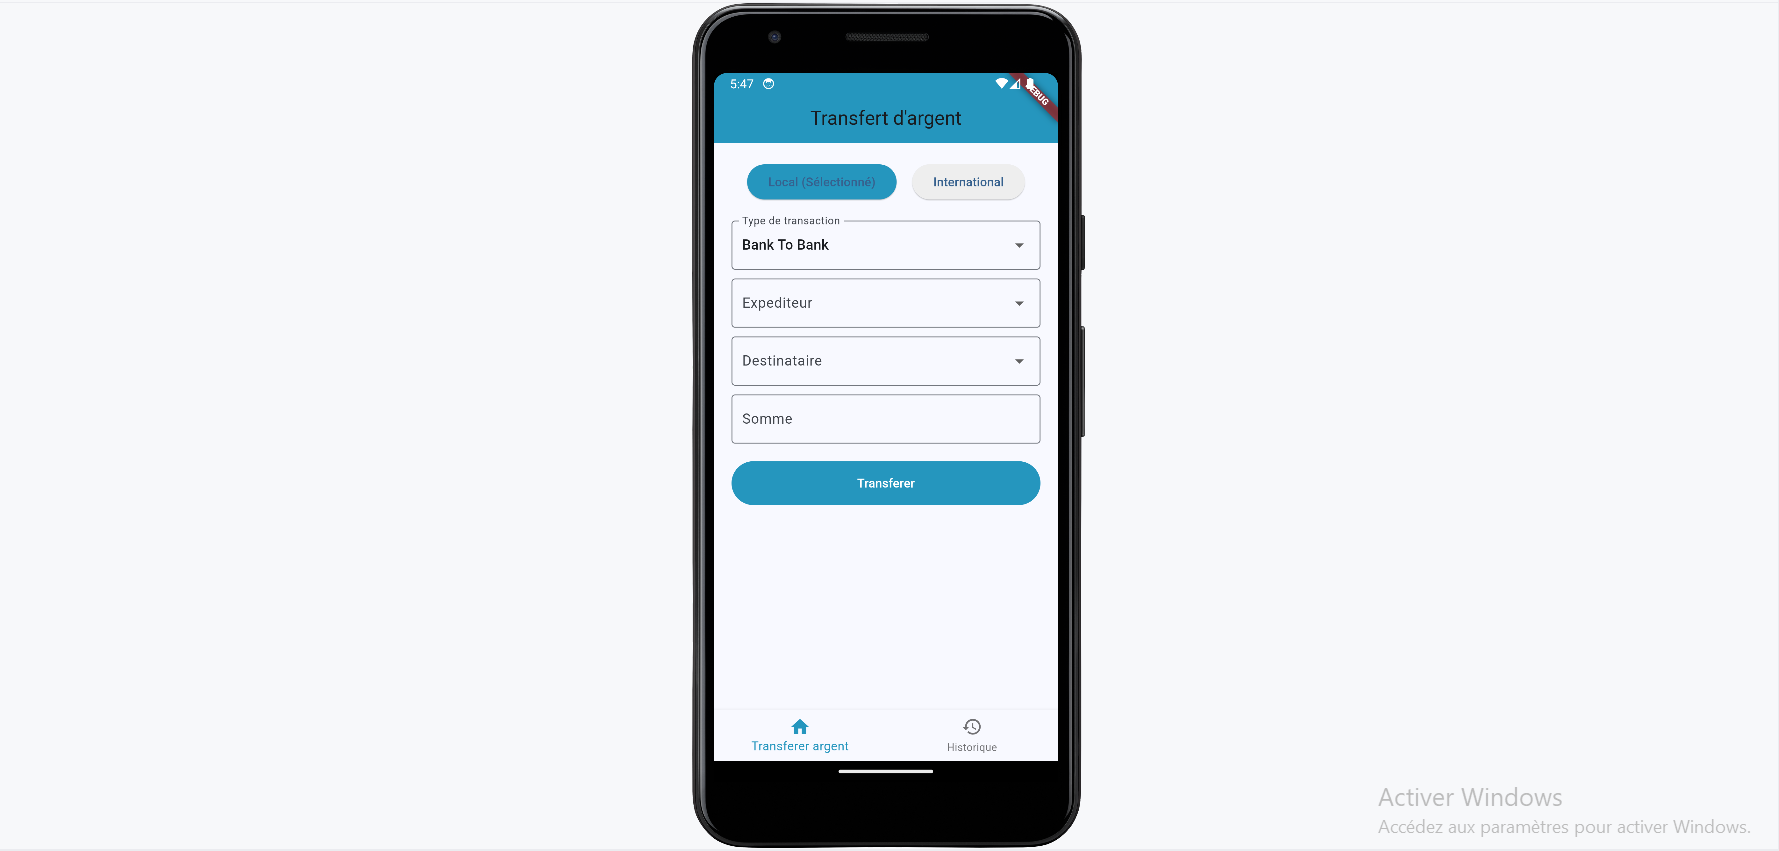 5:47
DEBUG
Transfert d'argent
Local (Sélectionné)
International
Type de transaction
Bank To Bank
Expediteur
Destinataire
Somme
Transferer
Transferer argent
Historique
Activer Windows
Accédez aux paramètres pour activer Windows.